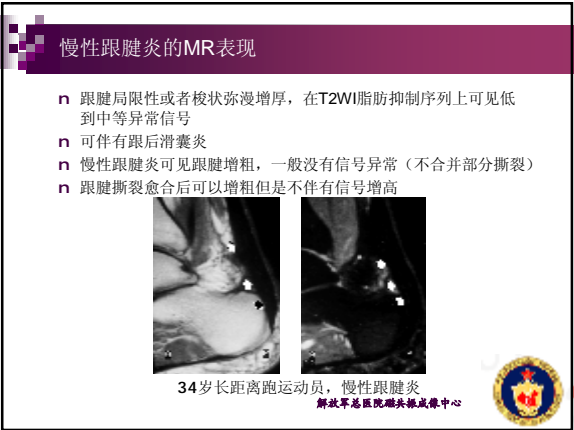 慢性跟腱炎的MR表现
n 跟腱局限性或者梭状弥漫增厚，在T2WI脂肪抑制序列上可见低
到中等异常信号
n 可伴有跟后滑囊炎
n 慢性跟腱炎可见跟腱增粗，一般没有信号异常（不合并部分撕裂）
n 跟腱撕裂愈合后可以增粗但是不伴有信号增高
34岁长距离跑运动员，慢性跟腱炎
解放军总医院磁共振成像中心